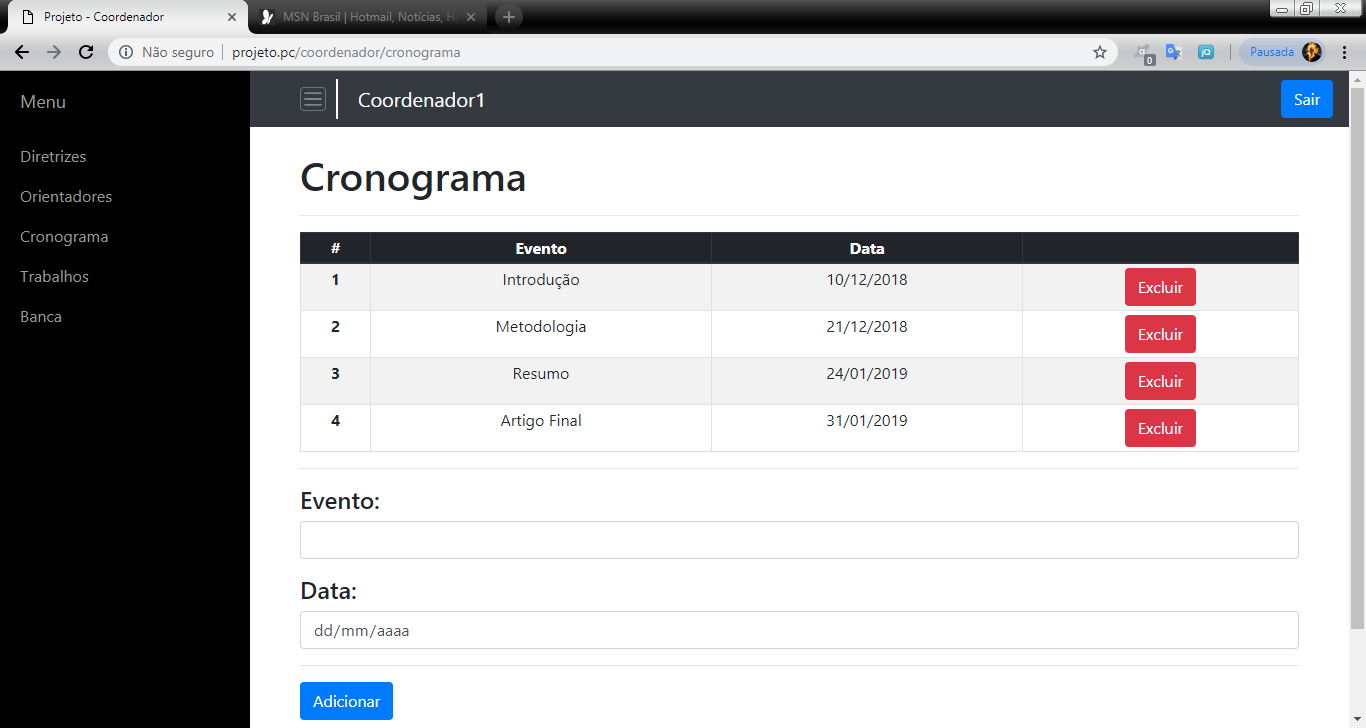 Projeto - Coordenador
MSN Brasil | Hotmail, Notícias, H
Não seguro projeto.pc/coordenador/cronograma
0
jQ
Pausada
Menu
Coordenador1
Sair
Diretrizes
Orientadores
Cronograma
Trabalhos
Banca
Cronograma
# Evento Data
1 Introdução 10/12/2018 Excluir
2 Metodologia 21/12/2018 Excluir
3 Resumo 24/01/2019 Excluir
4 Artigo Final 31/01/2019 Excluir
Evento:
Data:
dd/mm/aaaa
Adicionar